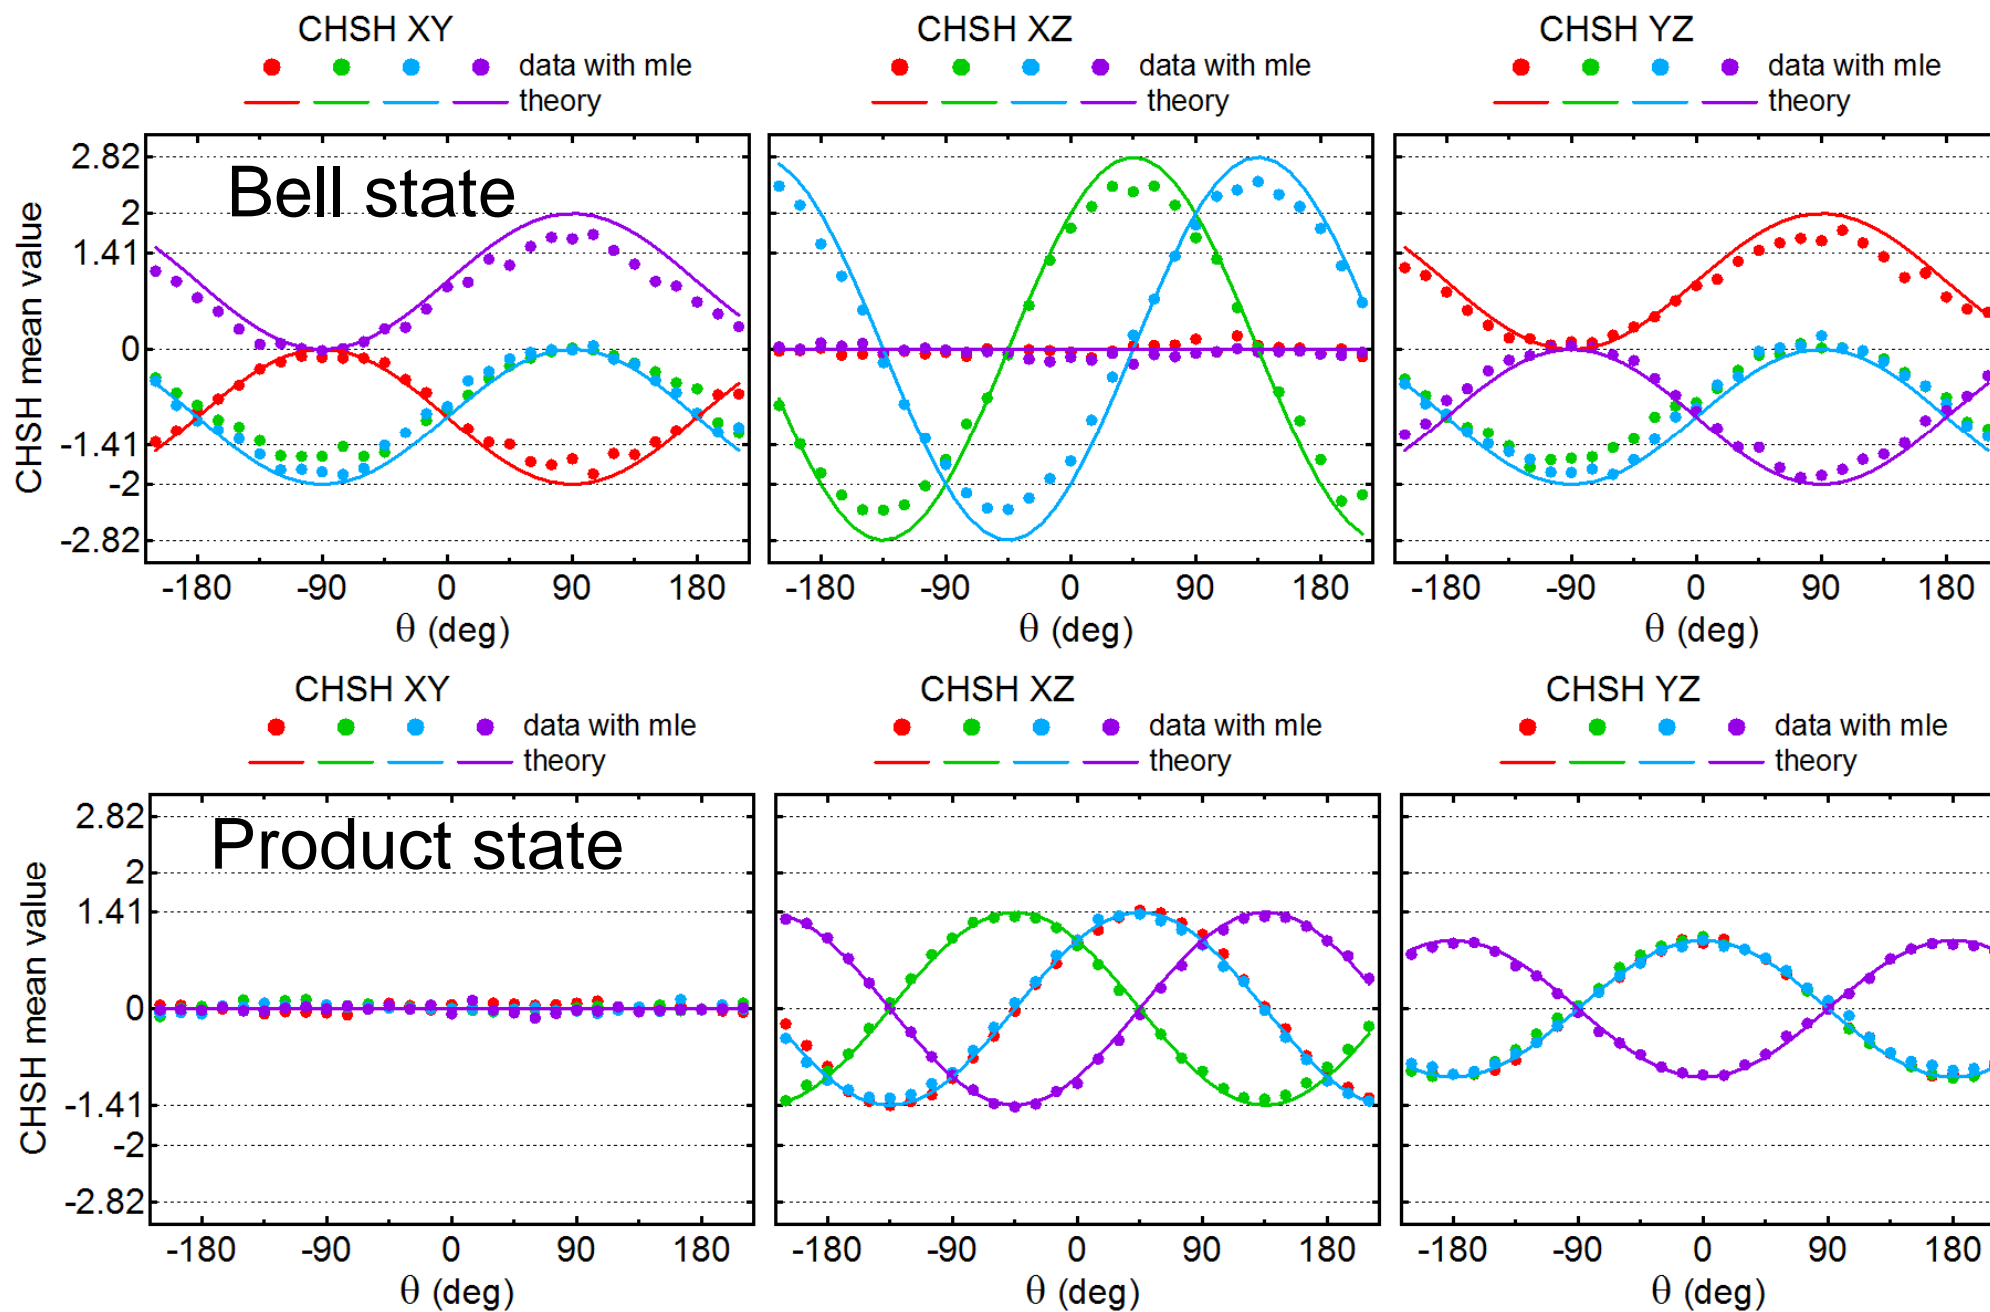 CHSH XY
data with mle
theory
CHSH XZ
data with mle
theory
CHSH YZ
data with mle
theory
Bell state
CHSH mean value
2.82
2
1.41
0
-1.41
-2
-2.82
-180 -90 0 90 180
θ (deg)
-180 -90 0 90 180
θ (deg)
-180 -90 0 90 180
θ (deg)
CHSH XY
data with mle
theory
CHSH XZ
data with mle
theory
CHSH YZ
data with mle
theory
Product state
CHSH mean value
2.82
2
1.41
0
-1.41
-2
-2.82
-180 -90 0 90 180
θ (deg)
-180 -90 0 90 180
θ (deg)
-180 -90 0 90 180
θ (deg)